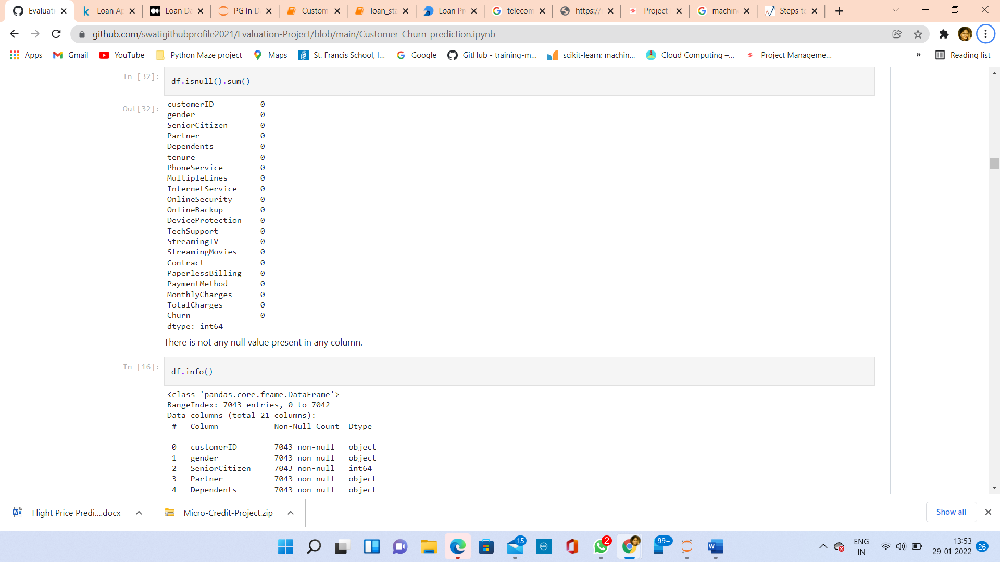 Evaluati
Loan Ap
Loan Da
PG In D
Custom
loan_sta
Loan Pr
telecom
https://
Project
machin
Steps to
github.com/swatigithubprofile2021/Evaluation-Project/blob/main/Customer_Churn_prediction.ipynb
Apps Gmail YouTube Python Maze project Maps St. Francis School, I... Google GitHub - training-m... scikit-learn: machin... Cloud Computing –... Project Manageme... » Reading list
In [32]: df.isnull().sum()
Out[32]: customerID 0
gender 0
SeniorCitizen 0
Partner 0
Dependents 0
tenure 0
PhoneService 0
MultipleLines 0
InternetService 0
OnlineSecurity 0
OnlineBackup 0
DeviceProtection 0
TechSupport 0
StreamingTV 0
StreamingMovies 0
Contract 0
PaperlessBilling 0
PaymentMethod 0
MonthlyCharges 0
TotalCharges 0
Churn 0
dtype: int64
There is not any null value present in any column.
In [16]: df.info()
<class 'pandas.core.frame.DataFrame'>
RangeIndex: 7043 entries, 0 to 7042
Data columns (total 21 columns):
# Column Non-Null Count Dtype
--- ------ -------------- -----
0 customerID 7043 non-null object
1 gender 7043 non-null object
2 SeniorCitizen 7043 non-null int64
3 Partner 7043 non-null object
4 Dependents 7043 non-null object
Flight Price Predi....docx
Micro-Credit-Project.zip
Show all
15
DELL
2
99+
ENG
IN
13:53
29-01-2022
26